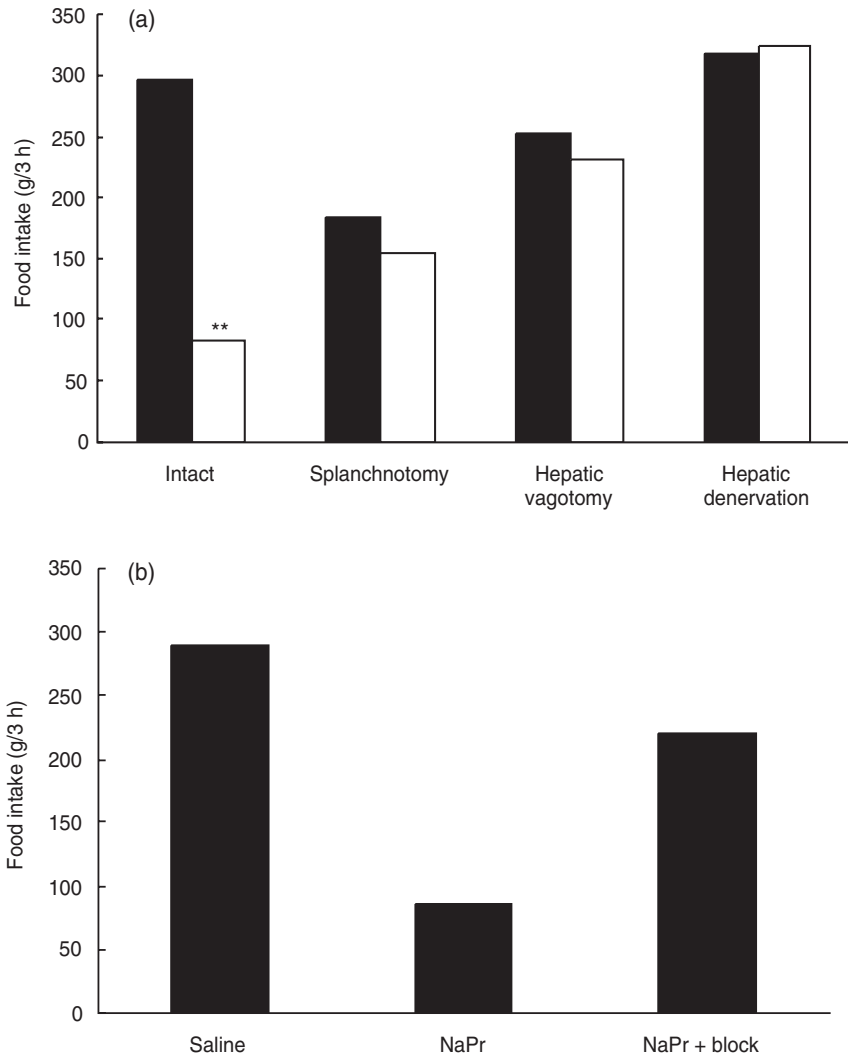 (a)
350
300
250
200
150
100
50
0
Food intake (g/3 h)
**
Intact
Splanchnotomy
Hepatic
vagotomy
Hepatic
denervation
(b)
350
300
250
200
150
100
50
0
Food intake (g/3 h)
Saline
NaPr
NaPr + block